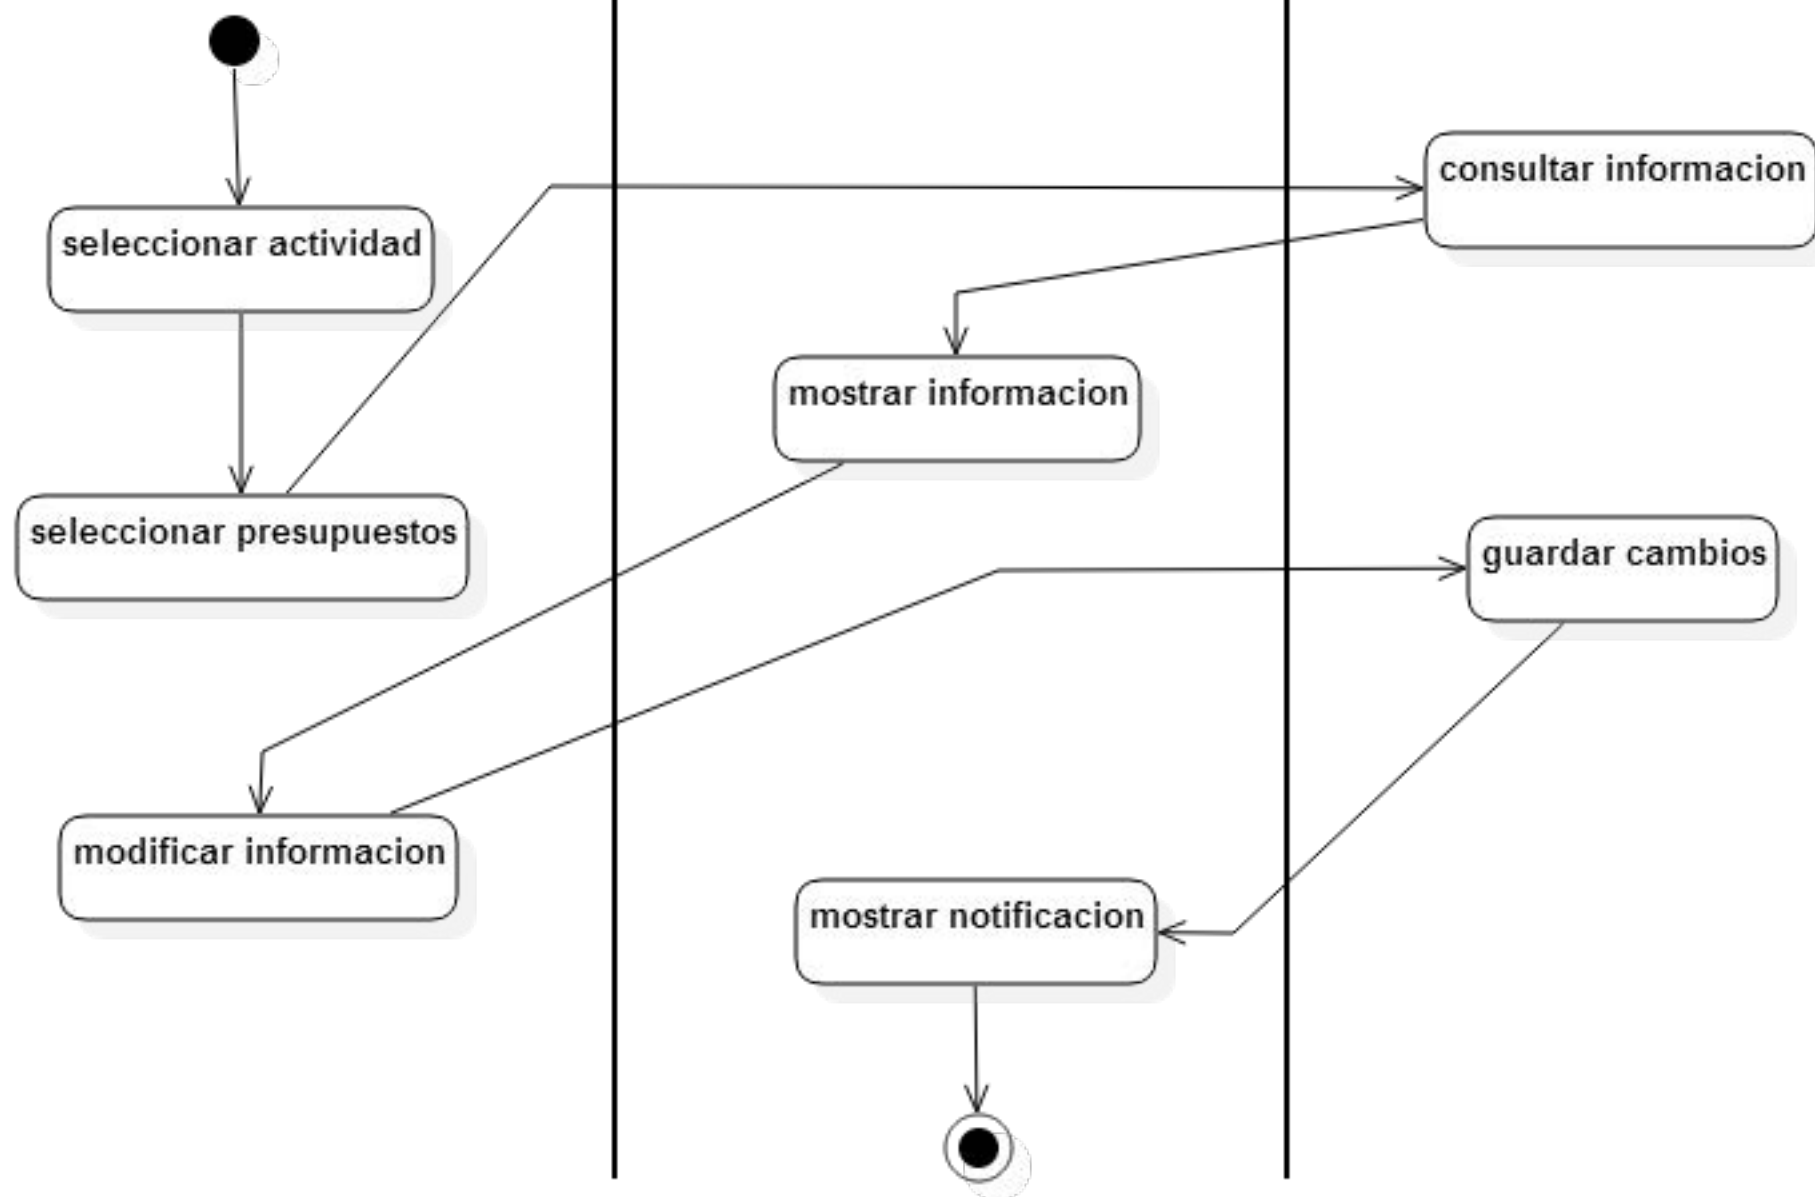 consultar informacion
seleccionar actividad
mostrar informacion
seleccionar presupuestos
guardar cambios
modificar informacion
mostrar notificacion